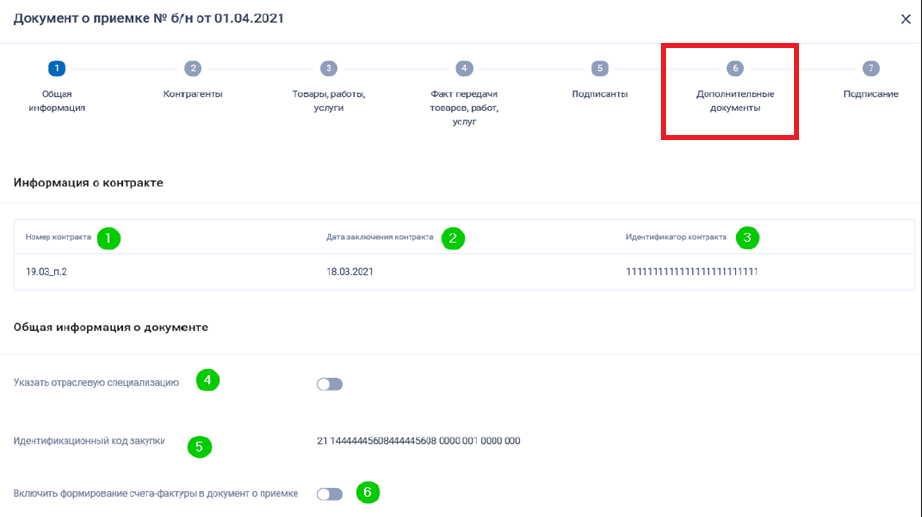 Документ о приемке № б/н от 01.04.2021
1 2 3 4 5 6 7
Общая информация
Контрагенты
Товары, работы, услуги
Факт передачи товаров, работ, услуг
Подписанты
Дополнительные документы
Подписание
Информация о контракте
Номер контракта 1 Дата заключения контракта 2 Идентификатор контракта 3
19.03_п.2 18.03.2021 1111111111111111111111111
Общая информация о документе
Указать отраслевую специализацию 4
Идентификационный код закупки 5 21 14444445608444445608 0000 001 0000 000
Включить формирование счета-фактуры в документ о приемке 6